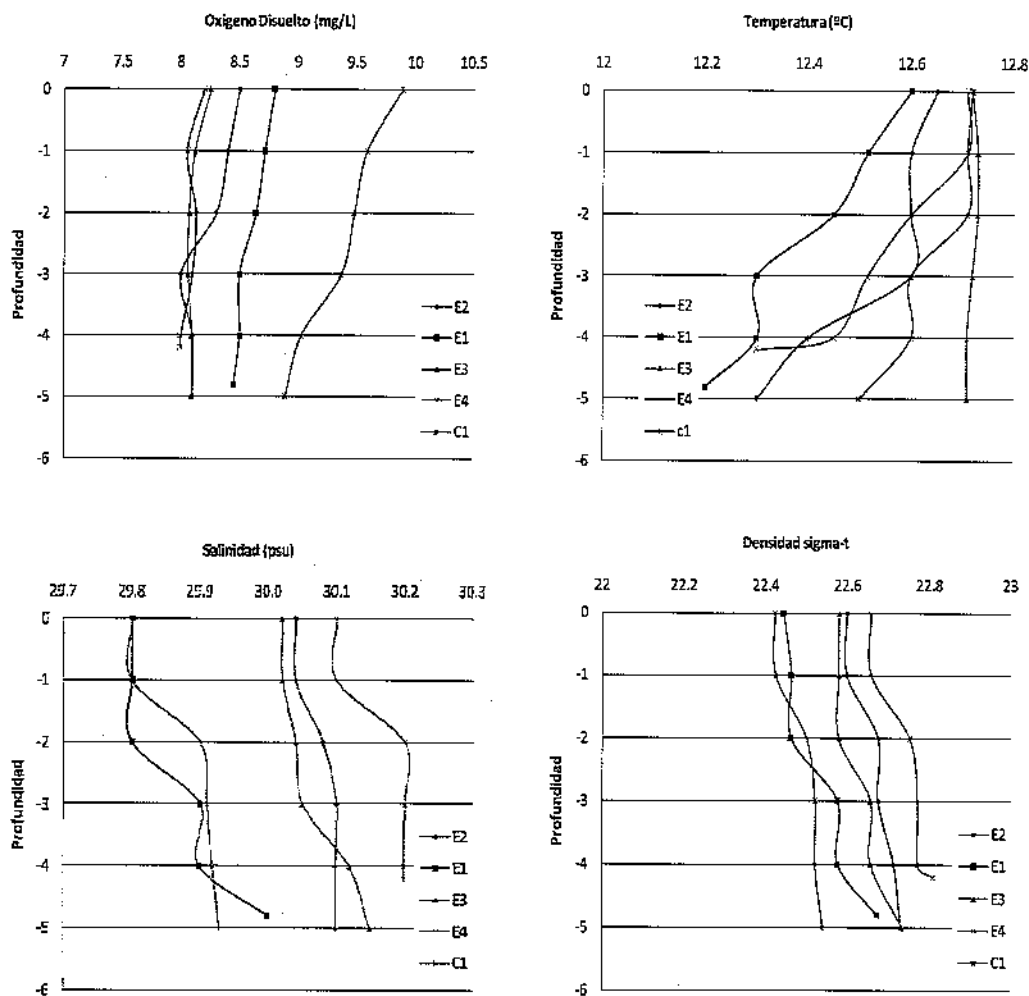 Oxigeno Disuelto (mg/L)
7 7.5 8 8.5 9 9.5 10 10.5
0
-1
-2
-3
-4
-5
-6
Profundidad
E2
E1
E3
E4
C1
Temperatura (ºC)
12 12.2 12.4 12.6 12.8
0
-1
-2
-3
-4
-5
-6
Profundidad
E2
E1
E3
E4
c1
Salinidad (psu)
29.7 29.8 29.9 30.0 30.1 30.2 30.3
0
-1
-2
-3
-4
-5
-6
Profundidad
E2
E1
E3
E4
C1
Densidad sigma-t
22 22.2 22.4 22.6 22.8 23
0
-1
-2
-3
-4
-5
-6
Profundidad
E2
E1
E3
E4
C1